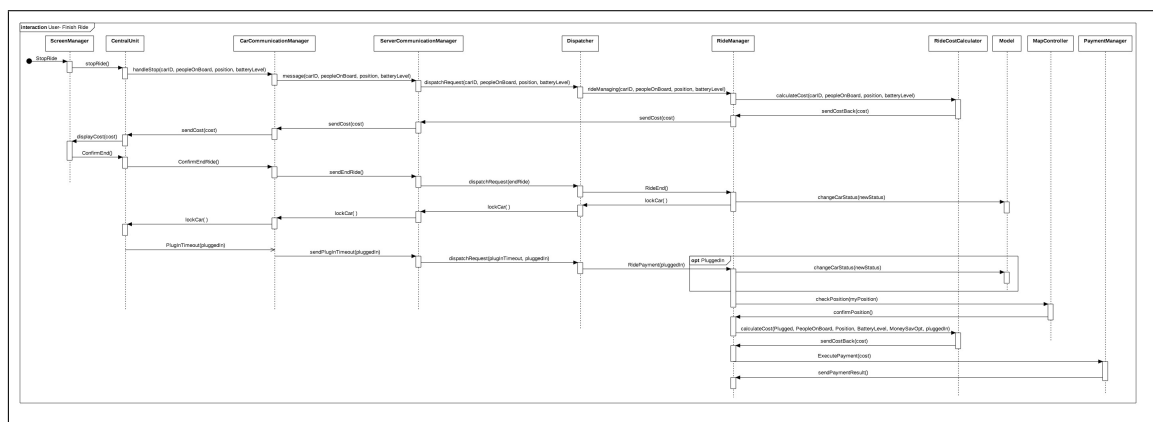 Interaction User- Finish Ride
ScreenManager CentralUnit CarCommunicationManager ServerCommunicationManager Dispatcher RideManager RideCostCalculator Model MapController PaymentManager
StopRide
stopRide()
handleStop(carID, peopleOnBoard, position, batteryLevel)
message(carID, peopleOnBoard, position, batteryLevel)
dispatchRequest(carID, peopleOnBoard, position, batteryLevel)
rideManaging(carID, peopleOnBoard, position, batteryLevel)
calculateCost(carID, peopleOnBoard, position, batteryLevel)
sendCostBack(cost)
sendCost(cost)
sendCost(cost)
sendCost(cost)
displayCost(cost)
ConfirmEnd()
ConfirmEndRide()
sendEndRide()
dispatchRequest(endRide)
RideEnd()
changeCarStatus(newStatus)
lockCar( )
lockCar( )
lockCar( )
lockCar( )
PlugInTimeout(pluggedIn)
sendPlugInTimeout(pluggedIn)
dispatchRequest(plugInTimeout, pluggedIn)
RidePayment(pluggedIn)
opt PluggedIn
changeCarStatus(newStatus)
checkPosition(myPosition)
confirmPosition()
calculateCost(Plugged, PeopleOnBoard, Position, BatteryLevel, MoneySavOpt, pluggedIn)
sendCostBack(cost)
ExecutePayment(cost)
sendPaymentResult()